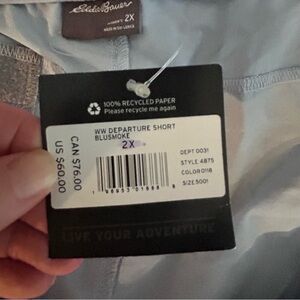 Eddie Bauer
2X
100% RECYCLED PAPER
Please recycle me again
WW DEPARTURE SHORT
BLUSMOKE
2X
CAN $76.00
US $60.00
DEPT 0031
STYLE 4875
COLOR 0118
SIZE 5001
LIVE YOUR ADVENTURE